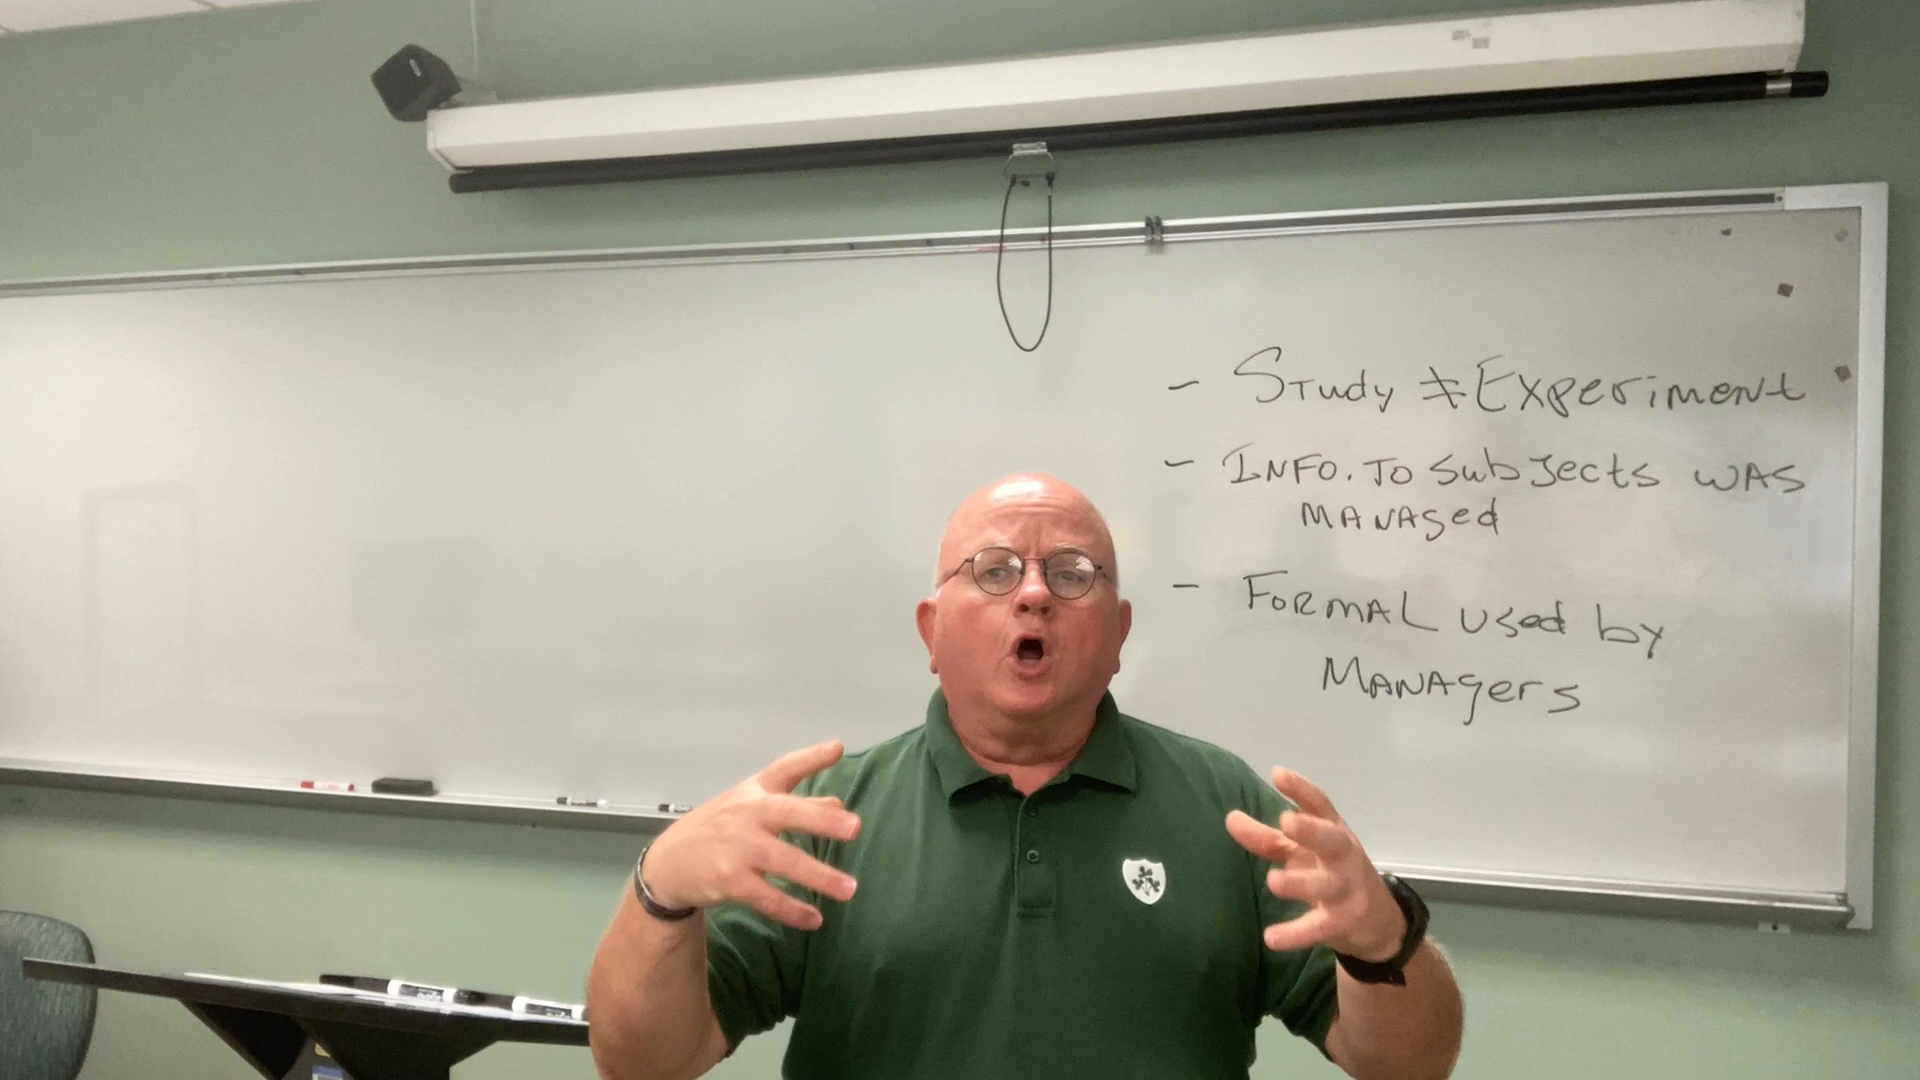 - Study ≠ Experiment
- INFO. TO Subjects WAS
MANAged
- FORMAL used by
MANAgers